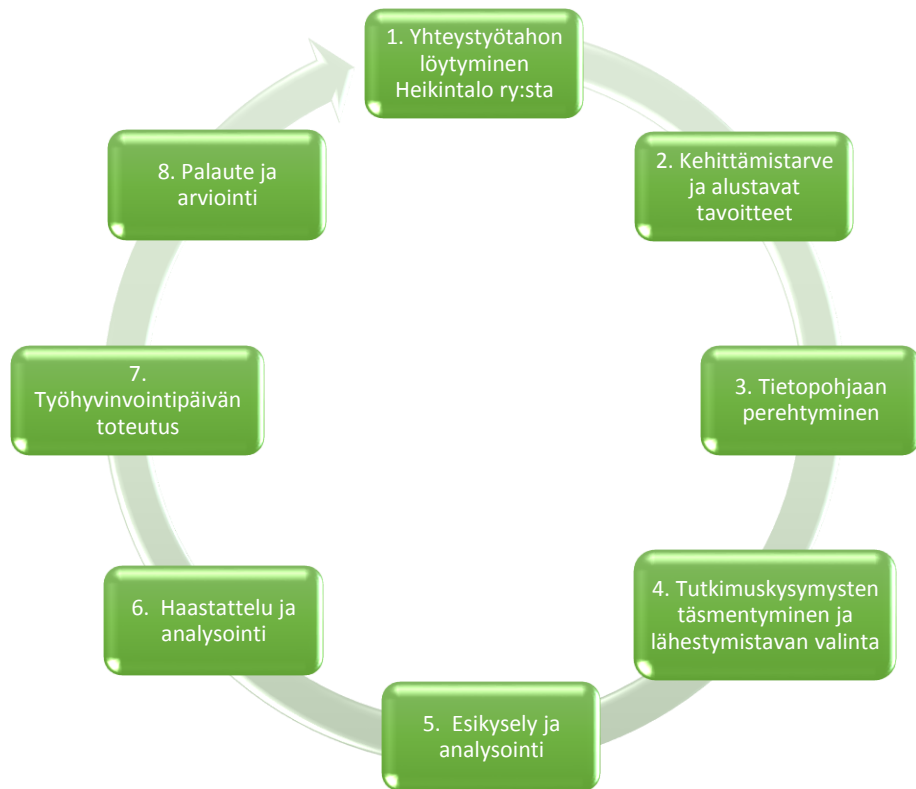 1. Yhteystyötahon
löytyminen
Heikintalo ry:sta
2. Kehittämistarve
ja alustavat
tavoitteet
3. Tietopohjaan
perehtyminen
4. Tutkimuskysymysten
täsmentyminen ja
lähestymistavan valinta
5. Esikysely ja
analysointi
6. Haastattelu ja
analysointi
7.
Työhyvinvointipäivän
toteutus
8. Palaute ja
arviointi